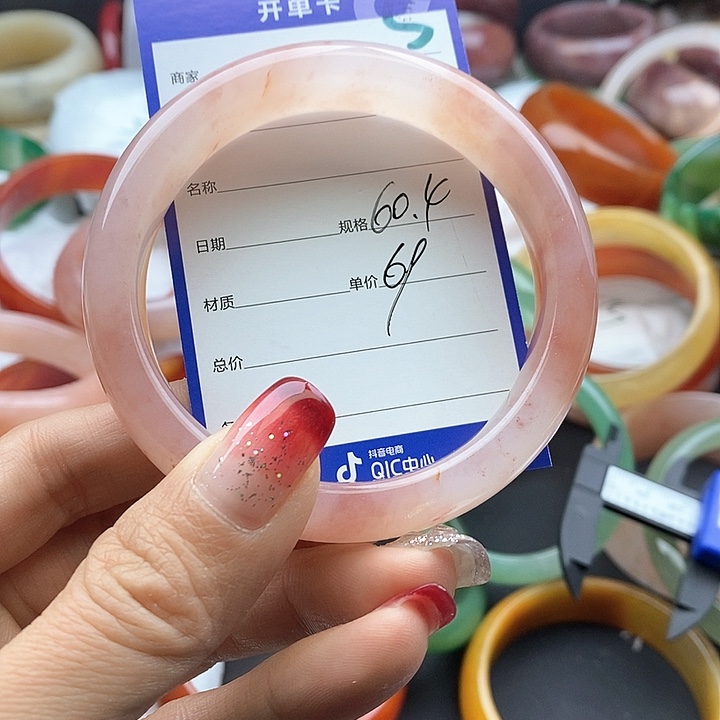 开单卡
商家
名称
日期 规格 60.4
材质 单价 69
总价
抖音电商
QIC中心